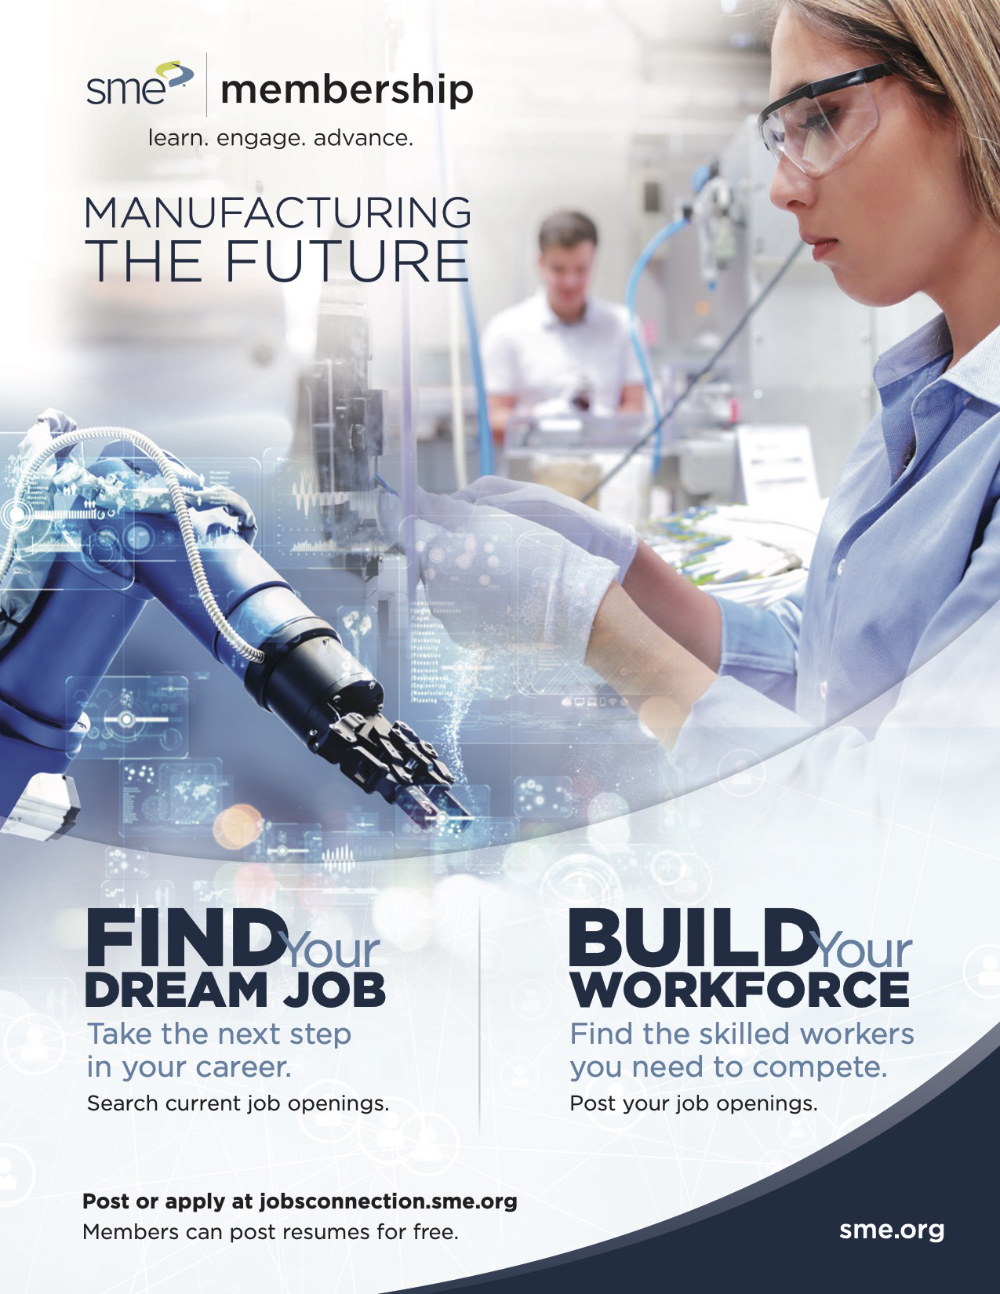 sme membership
learn. engage. advance.
MANUFACTURING
THE FUTURE
FIND Your
DREAM JOB
Take the next step
in your career.
Search current job openings.
BUILD Your
WORKFORCE
Find the skilled workers
you need to compete.
Post your job openings.
Post or apply at jobsconnection.sme.org
Members can post resumes for free.
sme.org